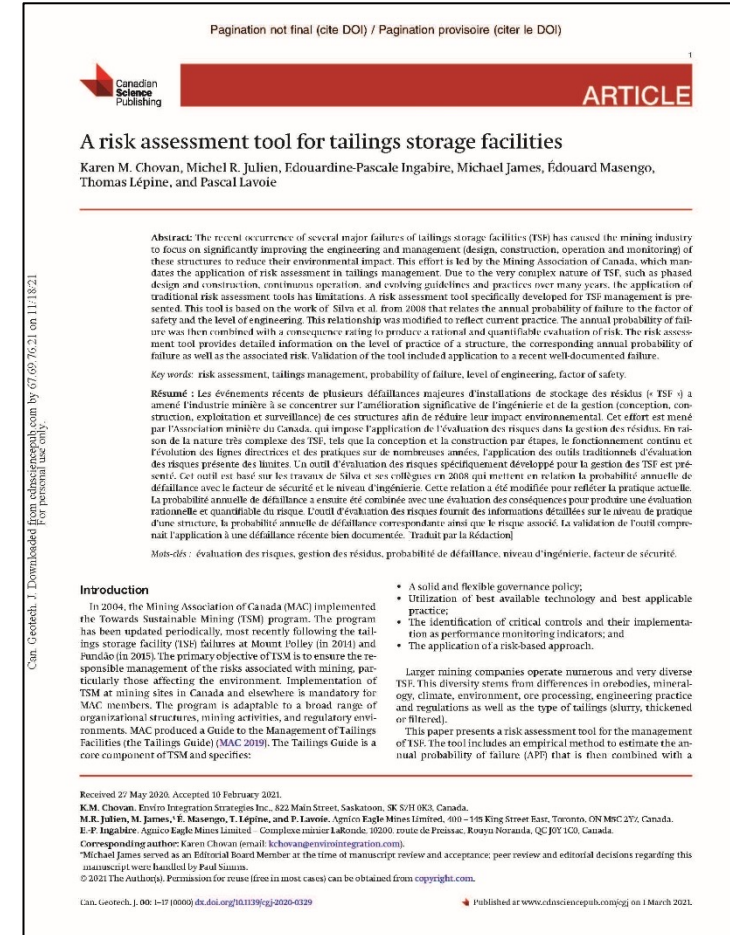 Pagination not final (cite DOI) / Pagination provisoire (citer le DOI)
1
Canadian
Science
Publishing
ARTICLE
A risk assessment tool for tailings storage facilities
Karen M. Chovan, Michel R. Julien, Edouardine-Pascale Ingabire, Michael James, Édouard Masengo,
Thomas Lépine, and Pascal Lavoie
Abstract: The recent occurrence of several major failures of tailings storage facilities (TSF) has caused the mining industry
to focus on significantly improving the engineering and management (design, construction, operation and monitoring) of
these structures to reduce their environmental impact. This effort is led by the Mining Association of Canada, which man-
dates the application of risk assessment in tailings management. Due to the very complex nature of TSF, such as phased
design and construction, continuous operation, and evolving guidelines and practices over many years, the application of
traditional risk assessment tools has limitations. A risk assessment tool specifically developed for TSF management is pre-
sented. This tool is based on the work of Silva et al. from 2008 that relates the annual probability of failure to the factor of
safety and the level of engineering. This relationship was modified to reflect current practice. The annual probability of fail-
ure was then combined with a consequence rating to produce a rational and quantifiable evaluation of risk. The risk assess-
ment tool provides detailed information on the level of practice of a structure, the corresponding annual probability of
failure as well as the associated risk. Validation of the tool included application to a recent well-documented failure.
Key words: risk assessment, tailings management, probability of failure, level of engineering, factor of safety.
Résumé : Les événements récents de plusieurs défaillances majeures d'installations de stockage des résidus (« TSF ») a
amené l'industrie minière à se concentrer sur l'amélioration significative de l'ingénierie et de la gestion (conception, con-
struction, exploitation et surveillance) de ces structures afin de réduire leur impact environnemental. Cet effort est mené
par l'Association minière du Canada, qui impose l'application de l'évaluation des risques dans la gestion des résidus. En rai-
son de la nature très complexe des TSF, tels que la conception et la construction par étapes, le fonctionnement continu et
l'évolution des lignes directrices et des pratiques sur de nombreuses années, l'application des outils traditionnels d'évaluation
des risques présente des limites. Un outil d'évaluation des risques spécifiquement développé pour la gestion des TSF est pré-
senté. Cet outil est basé sur les travaux de Silva et ses collègues en 2008 qui mettent en relation la probabilité annuelle de
défaillance avec le facteur de sécurité et le niveau d'ingénierie. Cette relation a été modifiée pour refléter la pratique actuelle.
La probabilité annuelle de défaillance a ensuite été combinée avec une évaluation des conséquences pour produire une évaluation
rationnelle et quantifiable du risque. L'outil d'évaluation des risques fournit des informations détaillées sur le niveau de pratique
d'une structure, la probabilité annuelle de défaillance correspondante ainsi que le risque associé. La validation de l'outil compre-
nait l'application à une défaillance récente bien documentée. [Traduit par la Rédaction]
Mots-clés : évaluation des risques, gestion des résidus, probabilité de défaillance, niveau d'ingénierie, facteur de sécurité.
Introduction
In 2004, the Mining Association of Canada (MAC) implemented
the Towards Sustainable Mining (TSM) program. The program
has been updated periodically, most recently following the tail-
ings storage facility (TSF) failures at Mount Polley (in 2014) and
Fundão (in 2015). The primary objective of TSM is to ensure the re-
sponsible management of the risks associated with mining, par-
ticularly those affecting the environment. Implementation of
TSM at mining sites in Canada and elsewhere is mandatory for
MAC members. The program is adaptable to a broad range of
organizational structures, mining activities, and regulatory envi-
ronments. MAC produced a Guide to the Management of Tailings
Facilities (the Tailings Guide) (MAC 2019). The Tailings Guide is a
core component of TSM and specifies:
• A solid and flexible governance policy;
• Utilization of best available technology and best applicable
practice;
• The identification of critical controls and their implementa-
tion as performance monitoring indicators; and
• The application of a risk-based approach.
Larger mining companies operate numerous and very diverse
TSF. This diversity stems from differences in orebodies, mineral-
ogy, climate, environment, ore processing, engineering practice
and regulations as well as the type of tailings (slurry, thickened
or filtered).
This paper presents a risk assessment tool for the management
of TSF. The tool includes an empirical method to estimate the an-
nual probability of failure (APF) that is then combined with a
Received 27 May 2020. Accepted 10 February 2021.
K.M. Chovan. Enviro Integration Strategies Inc., 822 Main Street, Saskatoon, SK S7H 0K3, Canada.
M.R. Julien, M. James,* É. Masengo, T. Lépine, and P. Lavoie. Agnico Eagle Mines Limited, 400 – 145 King Street East, Toronto, ON M5C 2Y7, Canada.
E.-P. Ingabire. Agnico Eagle Mines Limited – Complexe minier LaRonde, 10200, route de Preissac, Rouyn Noranda, QC J0Y 1C0, Canada.
Corresponding author: Karen Chovan (email: kchovan@envirointegration.com).
*Michael James served as an Editorial Board Member at the time of manuscript review and acceptance; peer review and editorial decisions regarding this
manuscript were handled by Paul Simms.
© 2021 The Author(s). Permission for reuse (free in most cases) can be obtained from copyright.com.
Can. Geotech. J. 00: 1–17 (0000) dx.doi.org/10.1139/cgj-2020-0329
Published at www.cdnsciencepub.com/cgj on 1 March 2021.
Can. Geotech. J. Downloaded from cdnsciencepub.com by 67.69.76.21 on 11/18/21
For personal use only.